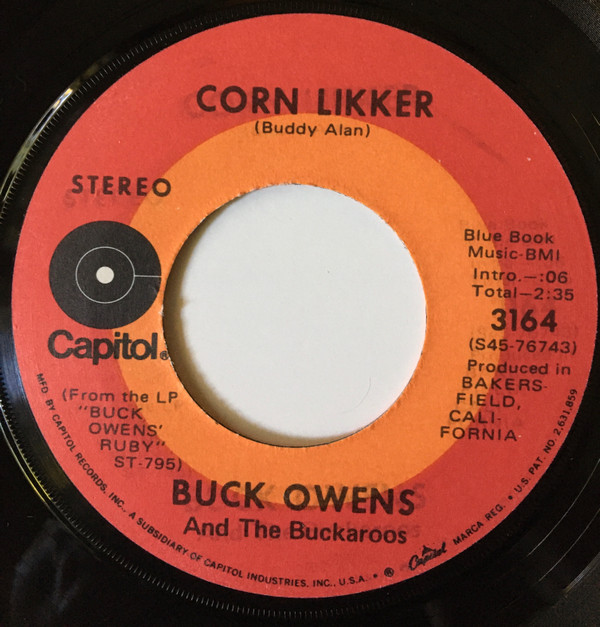 CORN LIKKER
(Buddy Alan)
STEREO
Capitol®
Blue Book
Music-BMI
Intro.—:06
Total—2:35
3164
(S45-76743)
Produced in
BAKERS-
FIELD,
CALI-
FORNIA
(From the LP
"BUCK
OWENS'
RUBY"
ST-795)
BUCK OWENS
And The Buckaroos
MFD. BY CAPITOL RECORDS, INC., A SUBSIDIARY OF CAPITOL INDUSTRIES, INC., U.S.A. • ® Capitol MARCA REG. • U.S. PAT. NO. 2,631,859